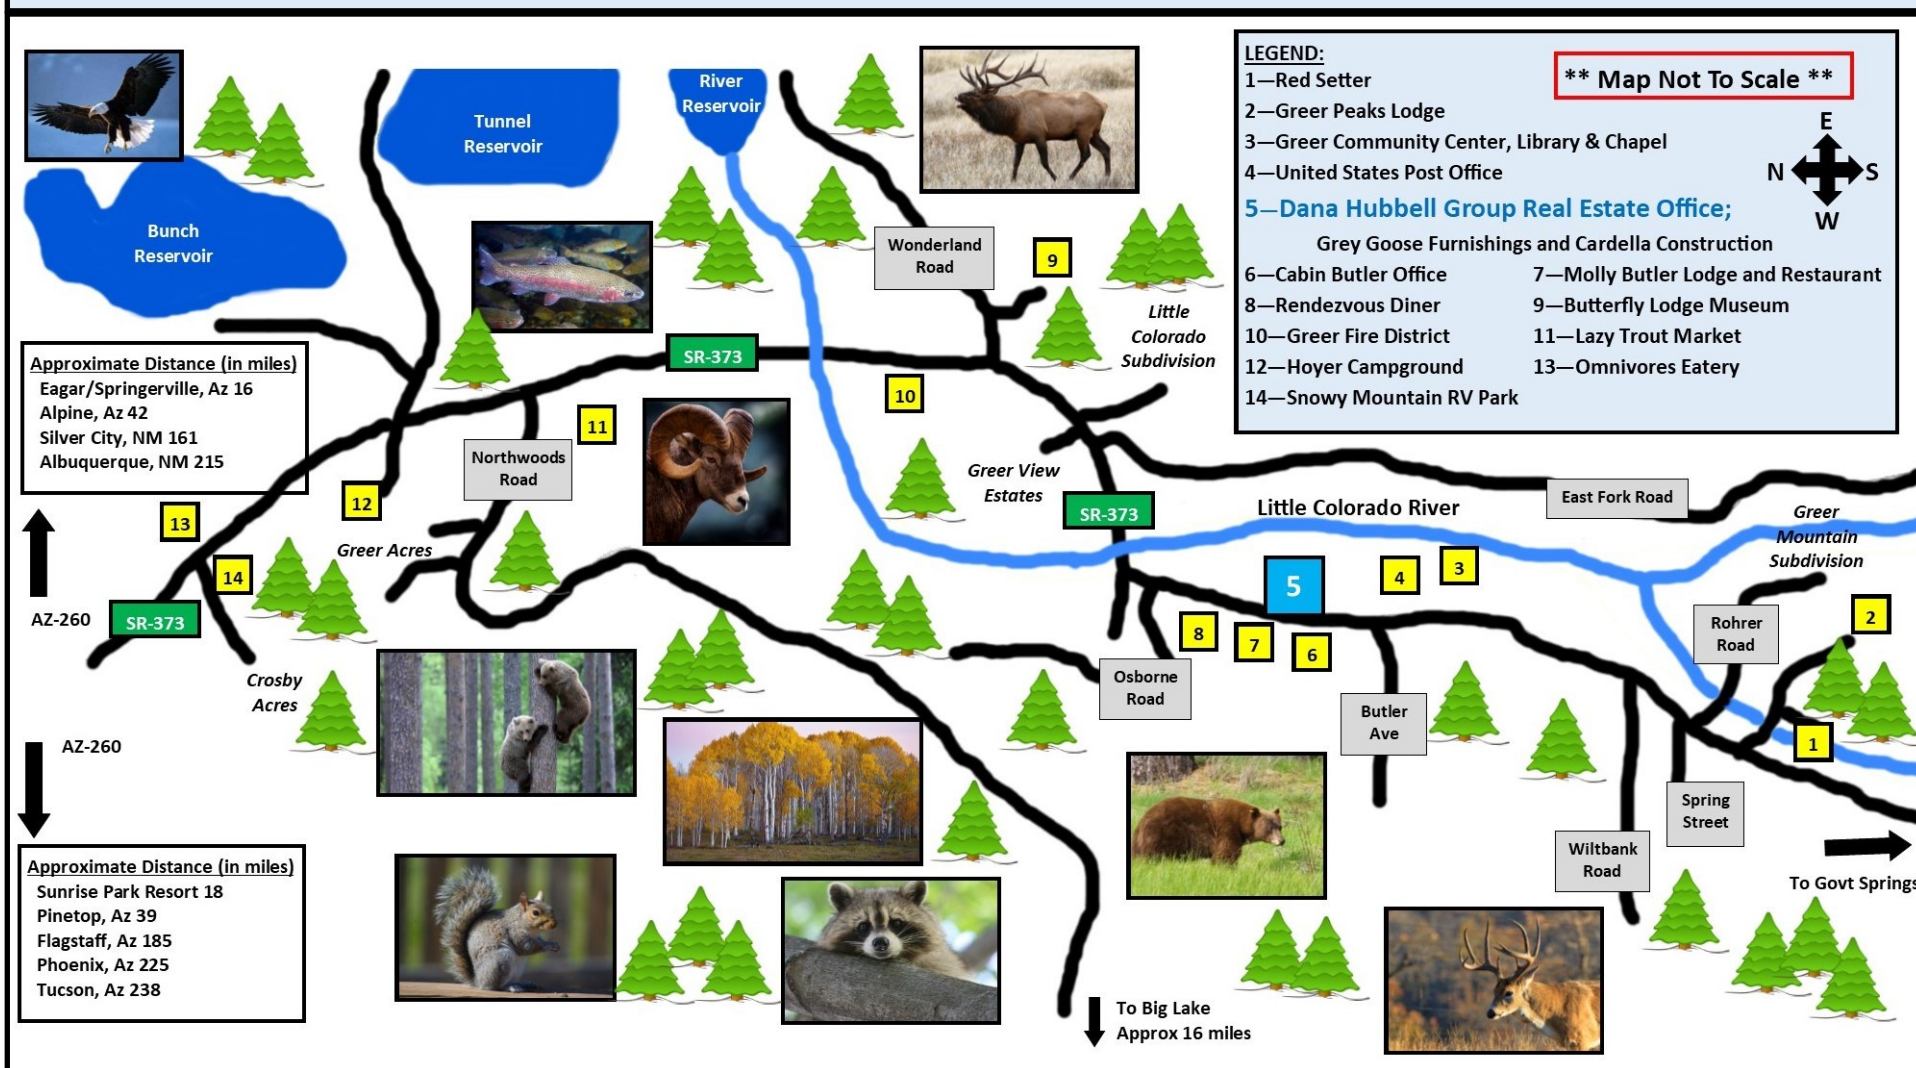 LEGEND:
** Map Not To Scale **
1—Red Setter
2—Greer Peaks Lodge
3—Greer Community Center, Library & Chapel
4—United States Post Office
5—Dana Hubbell Group Real Estate Office;
Grey Goose Furnishings and Cardella Construction
6—Cabin Butler Office
7—Molly Butler Lodge and Restaurant
8—Rendezvous Diner
9—Butterfly Lodge Museum
10—Greer Fire District
11—Lazy Trout Market
12—Hoyer Campground
13—Omnivores Eatery
14—Snowy Mountain RV Park
E
N
S
W
Tunnel
Reservoir
River
Reservoir
Bunch
Reservoir
Wonderland
Road
9
Little
Colorado
Subdivision
SR-373
10
11
Approximate Distance (in miles)
Eagar/Springerville, Az 16
Alpine, Az 42
Silver City, NM 161
Albuquerque, NM 215
Northwoods
Road
12
13
14
Greer Acres
Greer View
Estates
SR-373
Little Colorado River
East Fork Road
Greer
Mountain
Subdivision
AZ-260
SR-373
5
4
3
8
7
6
Rohrer
Road
2
Crosby
Acres
Osborne
Road
Butler
Ave
1
AZ-260
Spring
Street
Wiltbank
Road
To Govt Springs
Approximate Distance (in miles)
Sunrise Park Resort 18
Pinetop, Az 39
Flagstaff, Az 185
Phoenix, Az 225
Tucson, Az 238
To Big Lake
Approx 16 miles